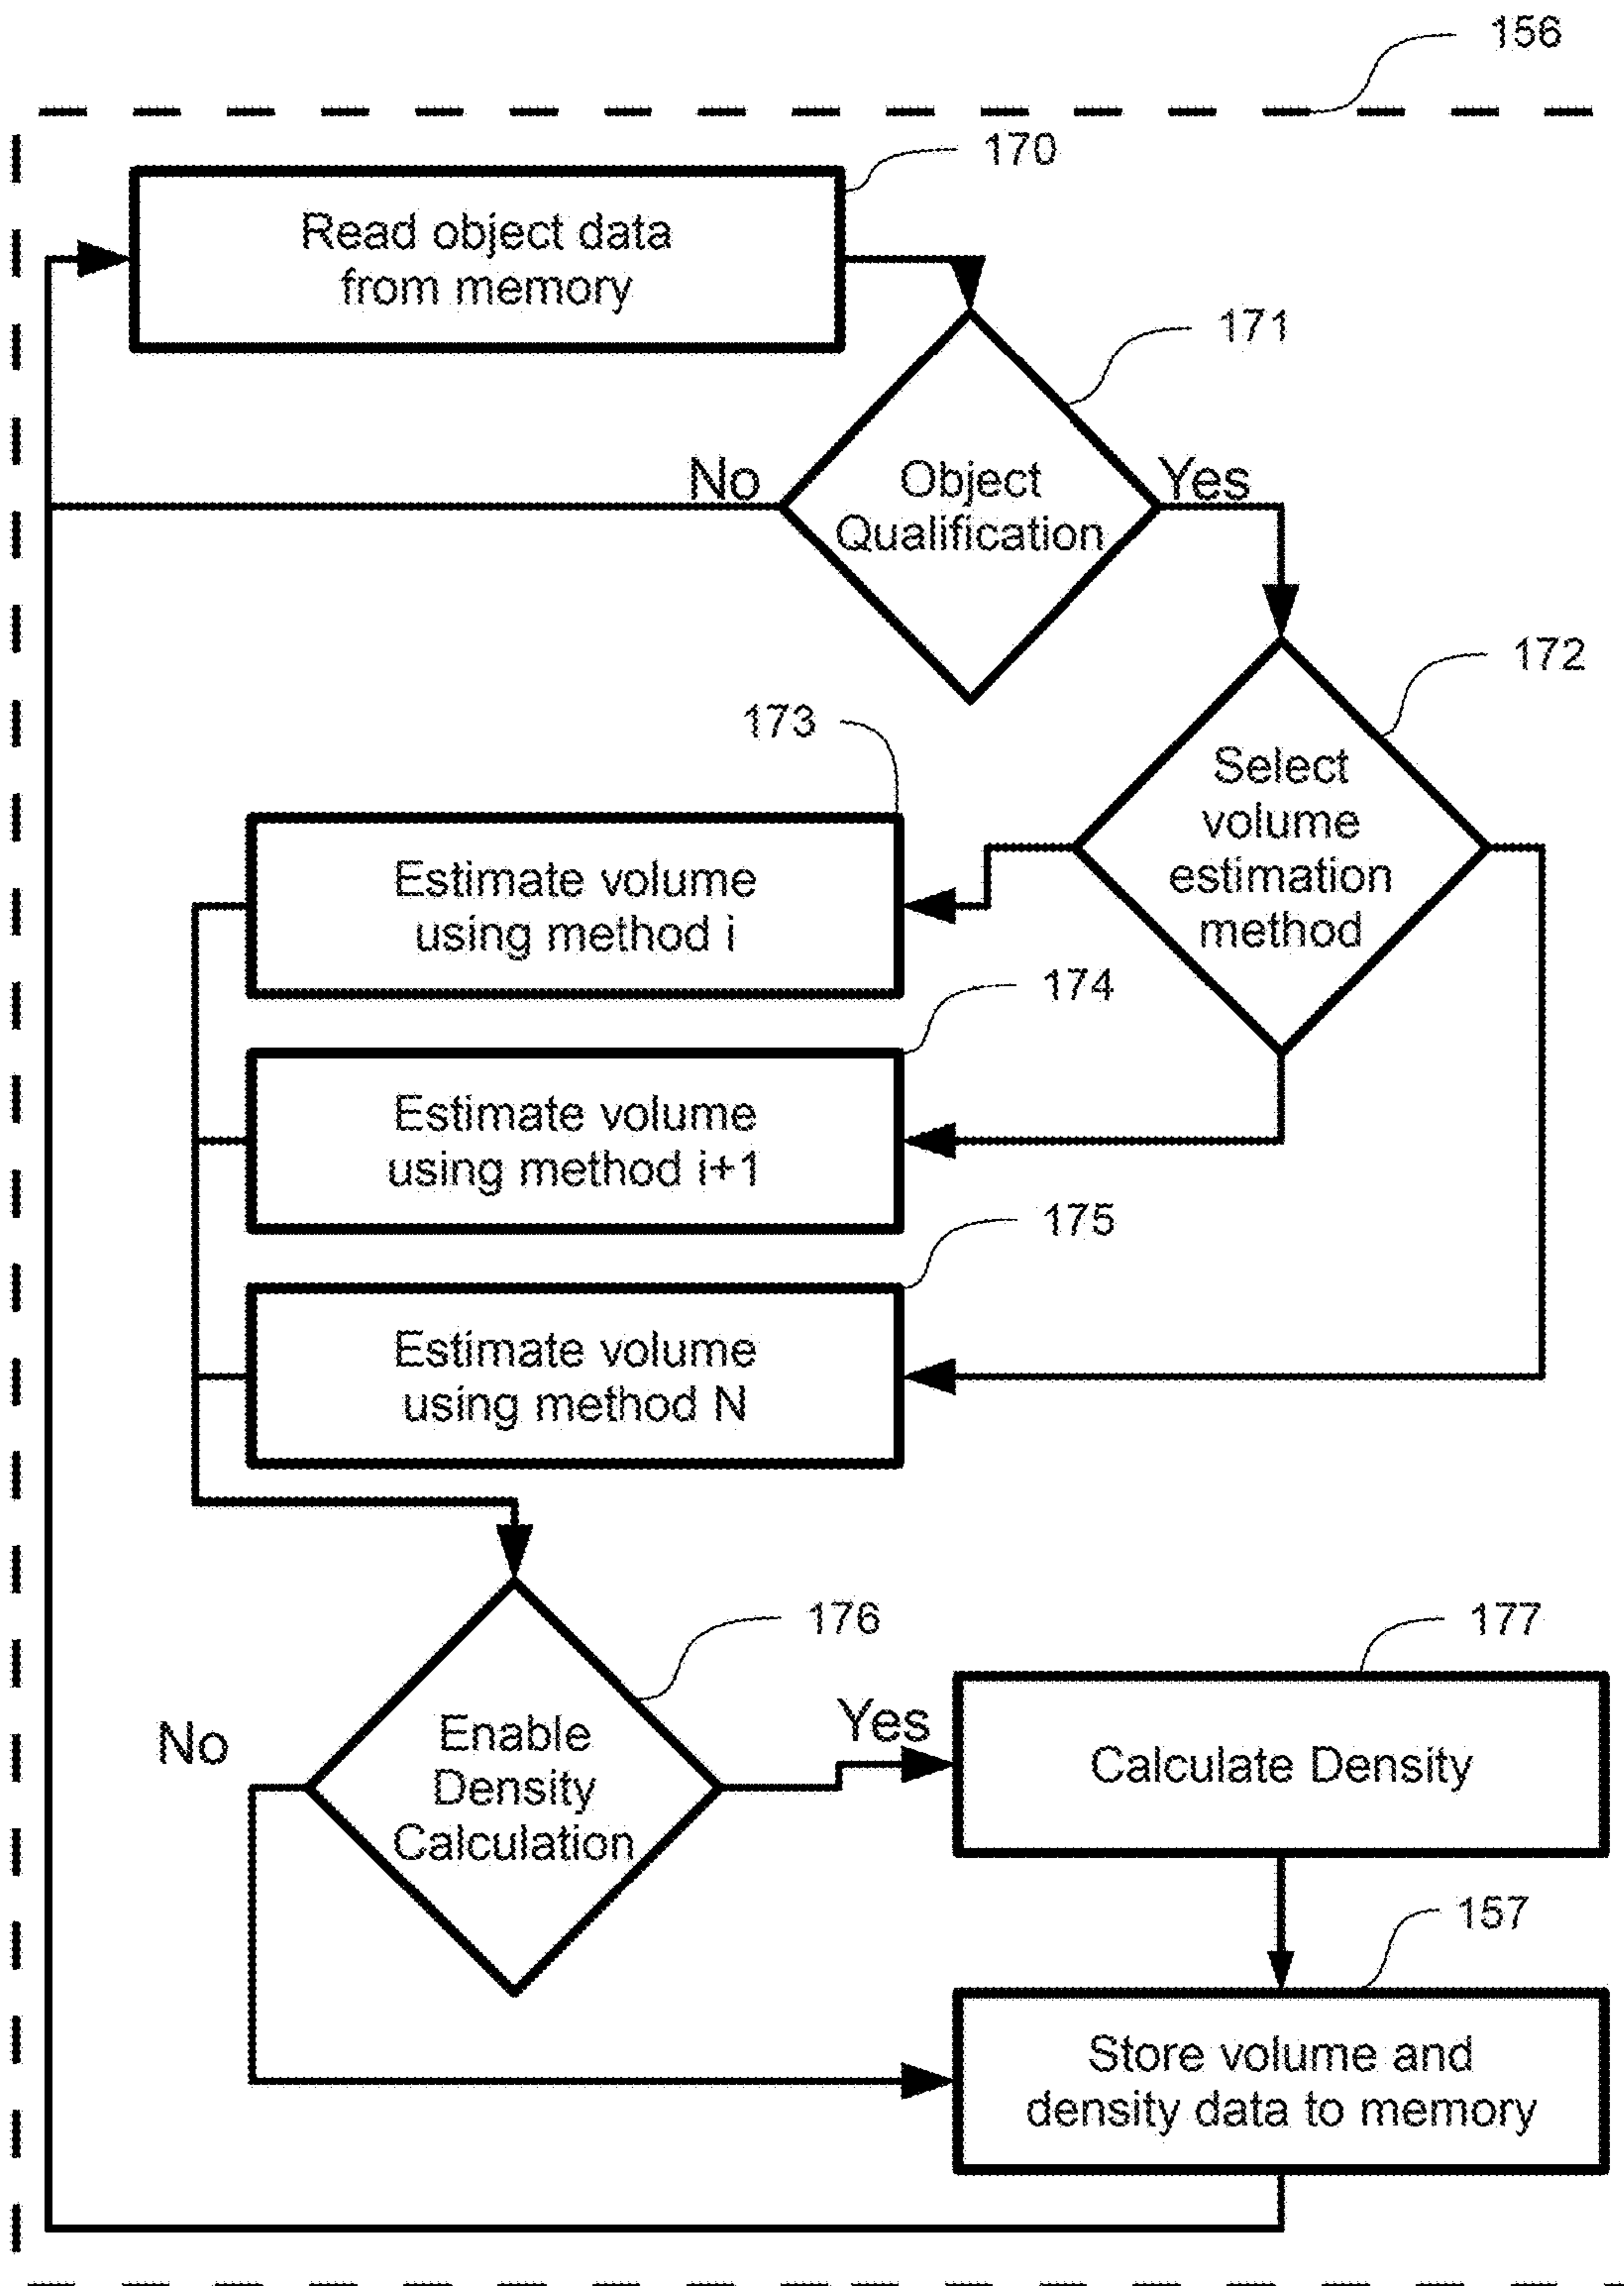 156
170
Read object data
from memory
171
No
Yes
Object
Qualification
172
173
Select
volume
estimation
method
Estimate volume
using method i
174
Estimate volume
using method i+1
175
Estimate volume
using method N
176
177
No
Yes
Enable
Density
Calculation
Calculate Density
157
Store volume and
density data to memory